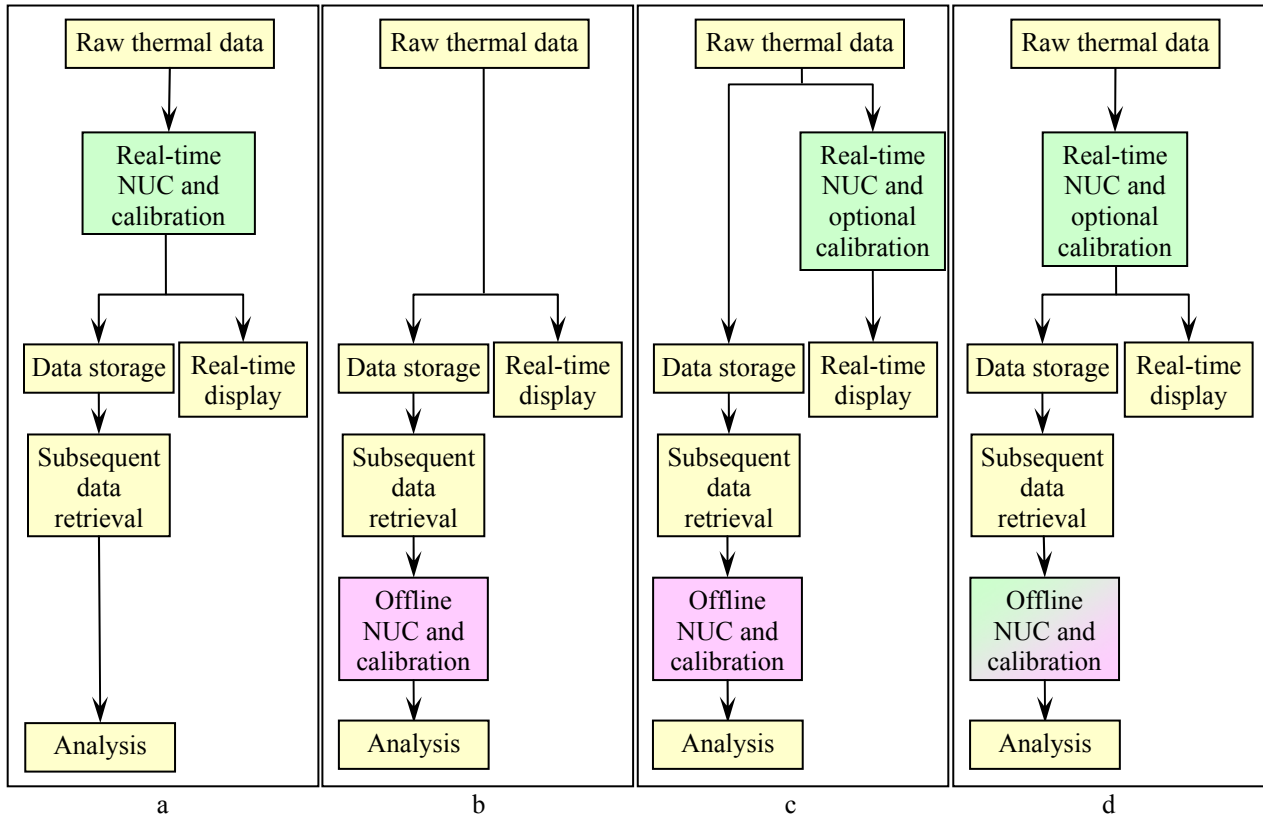 Raw thermal data
Real-time
NUC and
calibration
Data storage
Real-time
display
Subsequent
data
retrieval
Analysis
a
Raw thermal data
Data storage
Real-time
display
Subsequent
data
retrieval
Offline
NUC and
calibration
Analysis
b
Raw thermal data
Real-time
NUC and
optional
calibration
Data storage
Real-time
display
Subsequent
data
retrieval
Offline
NUC and
calibration
Analysis
c
Raw thermal data
Real-time
NUC and
optional
calibration
Data storage
Real-time
display
Subsequent
data
retrieval
Offline
NUC and
calibration
Analysis
d